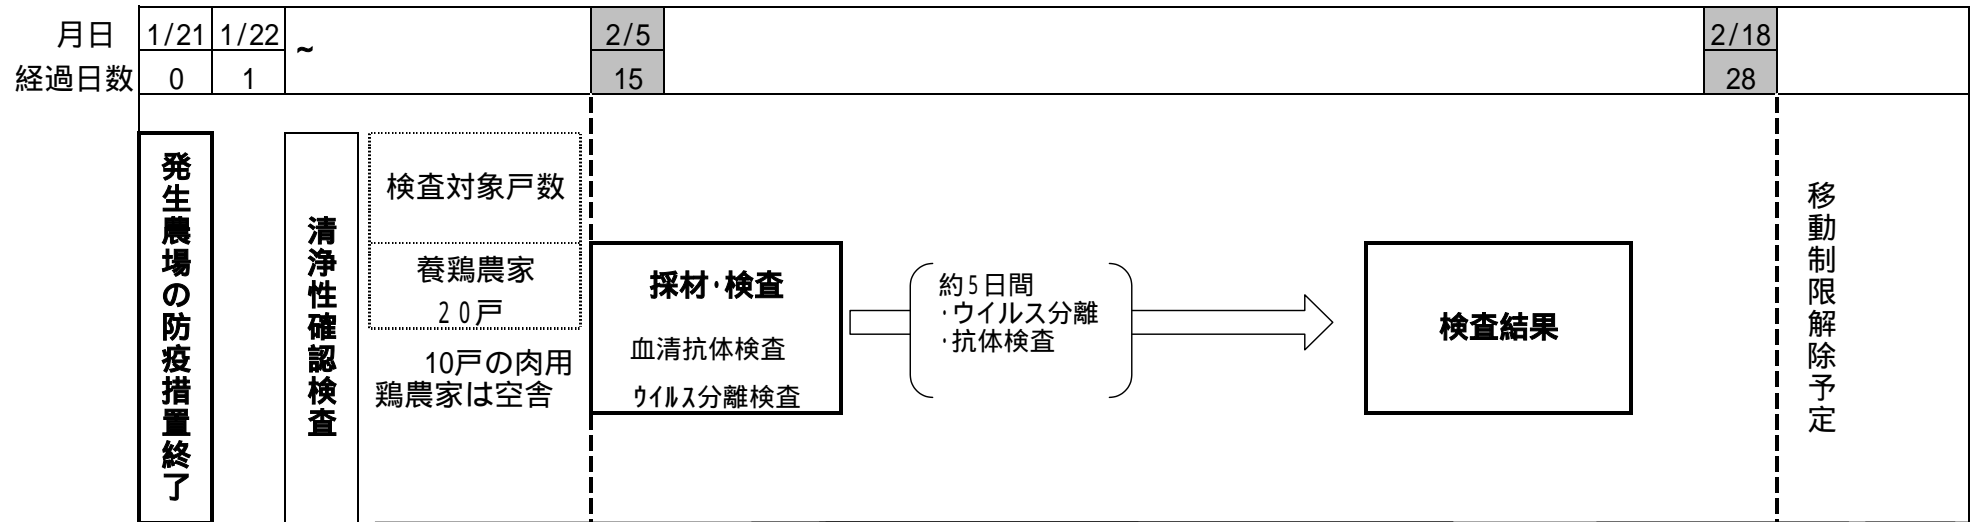 月日 1/21 1/22 ~ 2/5 2/18
経過日数 0 1 15 28
発生農場の防疫措置終了
清浄性確認検査
検査対象戸数
養鶏農家
20戸
10戸の肉用
鶏農家は空舎
採材・検査
血清抗体検査
ウイルス分離検査
約5日間
・ウイルス分離
・抗体検査
検査結果
移動制限解除予定